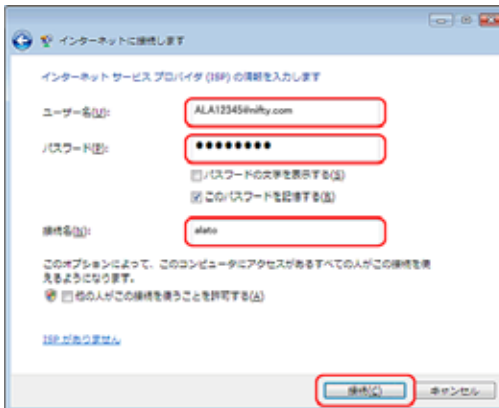 インターネットに接続します
インターネット サービス プロバイダ (ISP) の情報を入力します
ユーザー名(U):
ALA12345@nifty.com
パスワード(P):
●●●●●●●●
パスワードの文字を表示する(S)
このパスワードを記憶する(R)
接続名(N):
alato
このオプションによって、このコンピュータにアクセスがあるすべての人がこの接続を使
えるようになります。
他の人がこの接続を使うことを許可する(A)
ISP がありません
接続(C)
キャンセル